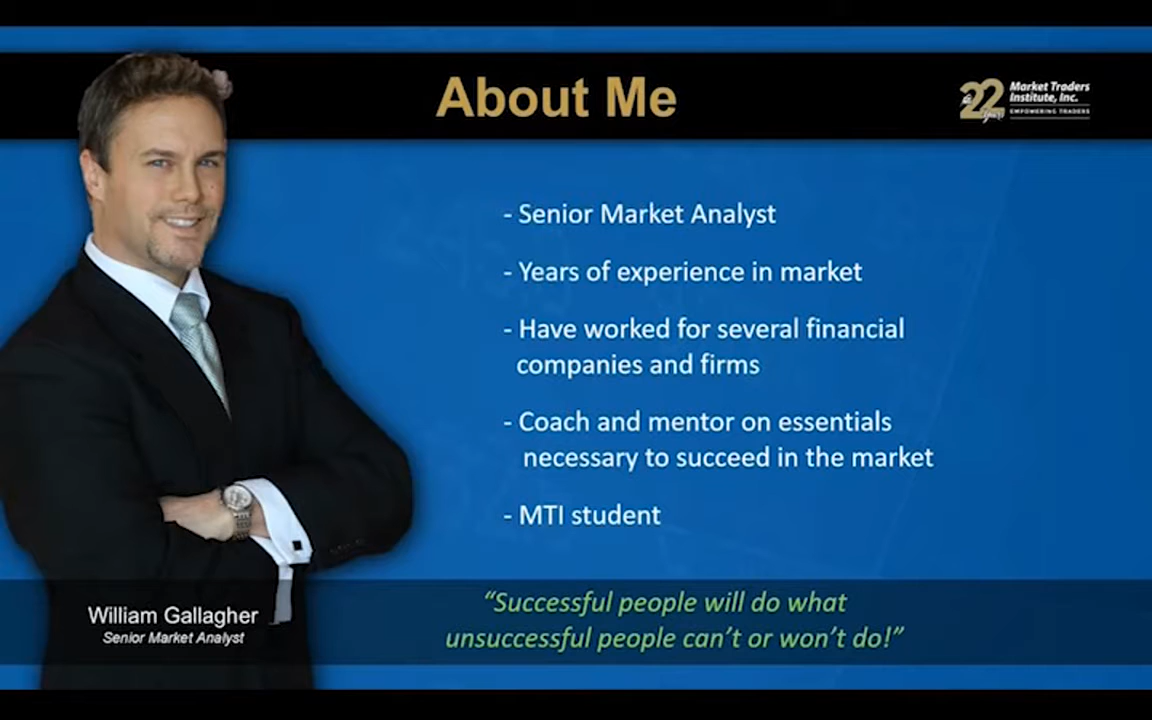 About Me
22
Years
Market Traders
Institute, Inc.
EMPOWERING TRADERS
- Senior Market Analyst
- Years of experience in market
- Have worked for several financial
companies and firms
- Coach and mentor on essentials
necessary to succeed in the market
- MTI student
William Gallagher
Senior Market Analyst
“Successful people will do what
unsuccessful people can’t or won’t do!”